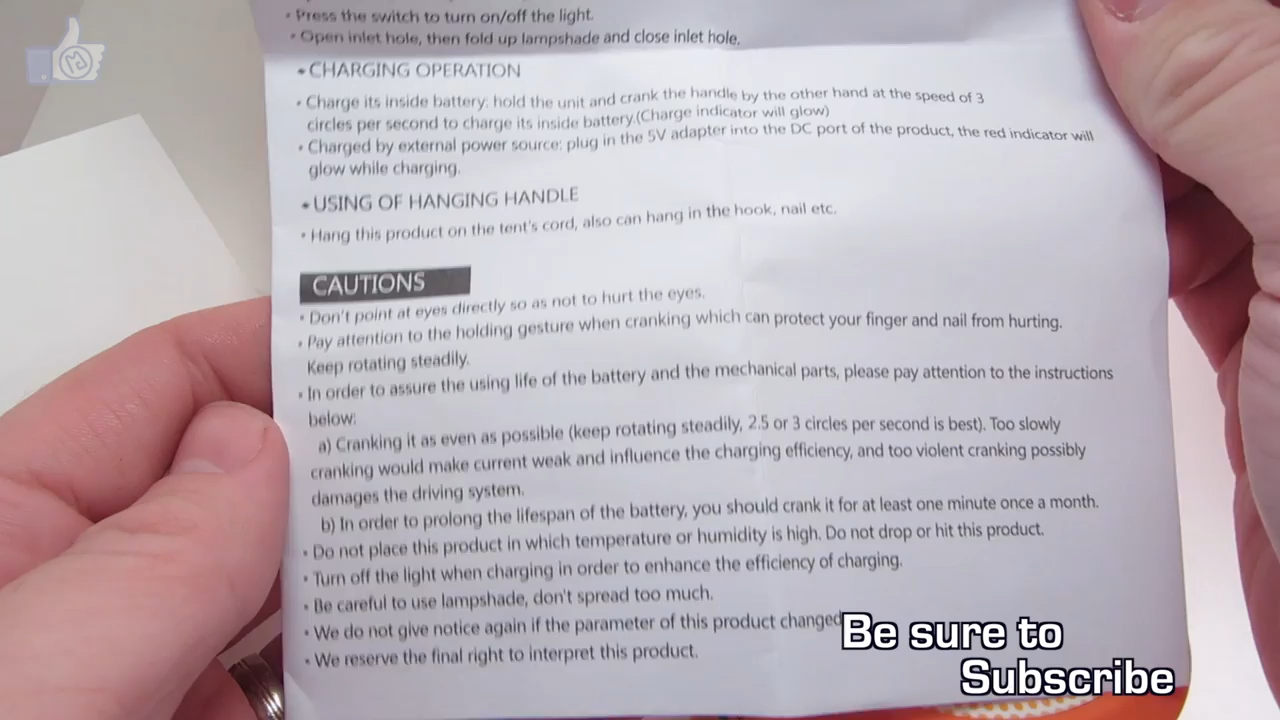 • Press the switch to turn on/off the light.
• Open inlet hole, then fold up lampshade and close inlet hole.
• CHARGING OPERATION
• Charge its inside battery: hold the unit and crank the handle by the other hand at the speed of 3
circles per second to charge its inside battery.(Charge indicator will glow)
• Charged by external power source: plug in the 5V adapter into the DC port of the product, the red indicator will
glow while charging.
• USING OF HANGING HANDLE
• Hang this product on the tent's cord, also can hang in the hook, nail etc.
CAUTIONS
• Don't point at eyes directly so as not to hurt the eyes.
• Pay attention to the holding gesture when cranking which can protect your finger and nail from hurting.
Keep rotating steadily.
• In order to assure the using life of the battery and the mechanical parts, please pay attention to the instructions
below:
a) Cranking it as even as possible (keep rotating steadily, 2.5 or 3 circles per second is best). Too slowly
cranking would make current weak and influence the charging efficiency, and too violent cranking possibly
damages the driving system.
b) In order to prolong the lifespan of the battery, you should crank it for at least one minute once a month.
• Do not place this product in which temperature or humidity is high. Do not drop or hit this product.
• Turn off the light when charging in order to enhance the efficiency of charging.
• Be careful to use lampshade, don't spread too much.
• We do not give notice again if the parameter of this product changed
• We reserve the final right to interpret this product.
Be sure to
Subscribe